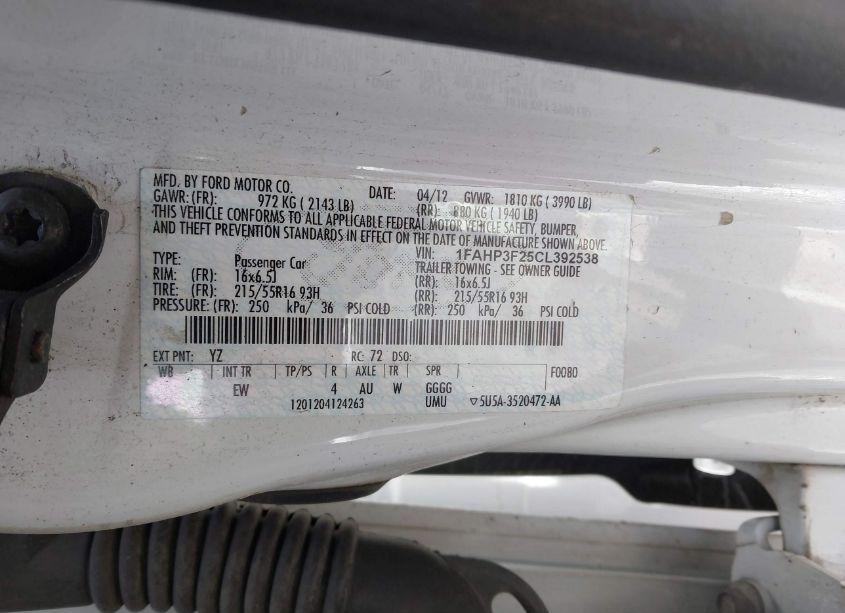 MFD. BY FORD MOTOR CO. DATE: 04/12 GVWR: 1810 KG ( 3990 LB)
GAWR: (FR): 972 KG ( 2143 LB) (RR): 880 KG ( 1940 LB)
THIS VEHICLE CONFORMS TO ALL APPLICABLE FEDERAL MOTOR VEHICLE SAFETY, BUMPER,
AND THEFT PREVENTION STANDARDS IN EFFECT ON THE DATE OF MANUFACTURE SHOWN ABOVE.
VIN: 1FAHP3F25CL392538
TYPE: Passenger Car TRAILER TOWING - SEE OWNER GUIDE
RIM: (FR): 16x6.5J (RR): 16x6.5J
TIRE: (FR): 215/55R16 93H (RR): 215/55R16 93H
PRESSURE: (FR): 250 kPa/ 36 PSI COLD (RR): 250 kPa/ 36 PSI COLD
EXT PNT: YZ RC: 72 DSO: F0080
WB INT TR TP/PS R AXLE TR SPR
EW 4 AU W GGGG
1201204124263 UMU ▽5U5A-3520472-AA